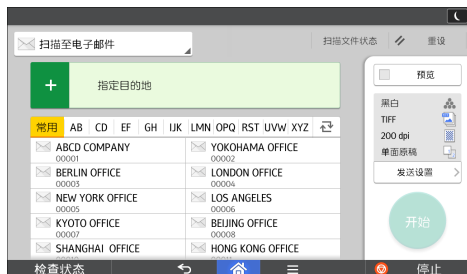 扫描至电子邮件
扫描文件状态 重设
+ 指定目的地
预览
常用 AB CD EF GH IJK LMN OPQ RST UVW XYZ
ABCD COMPANY
00001
YOKOHAMA OFFICE
00002
BERLIN OFFICE
00003
LONDON OFFICE
00004
NEW YORK OFFICE
00005
LOS ANGELES
00006
KYOTO OFFICE
00007
BEIJING OFFICE
00008
SHANGHAI OFFICE
HONG KONG OFFICE
黑白
TIFF
200 dpi
单面原稿
发送设置
开始
检查状态 停止